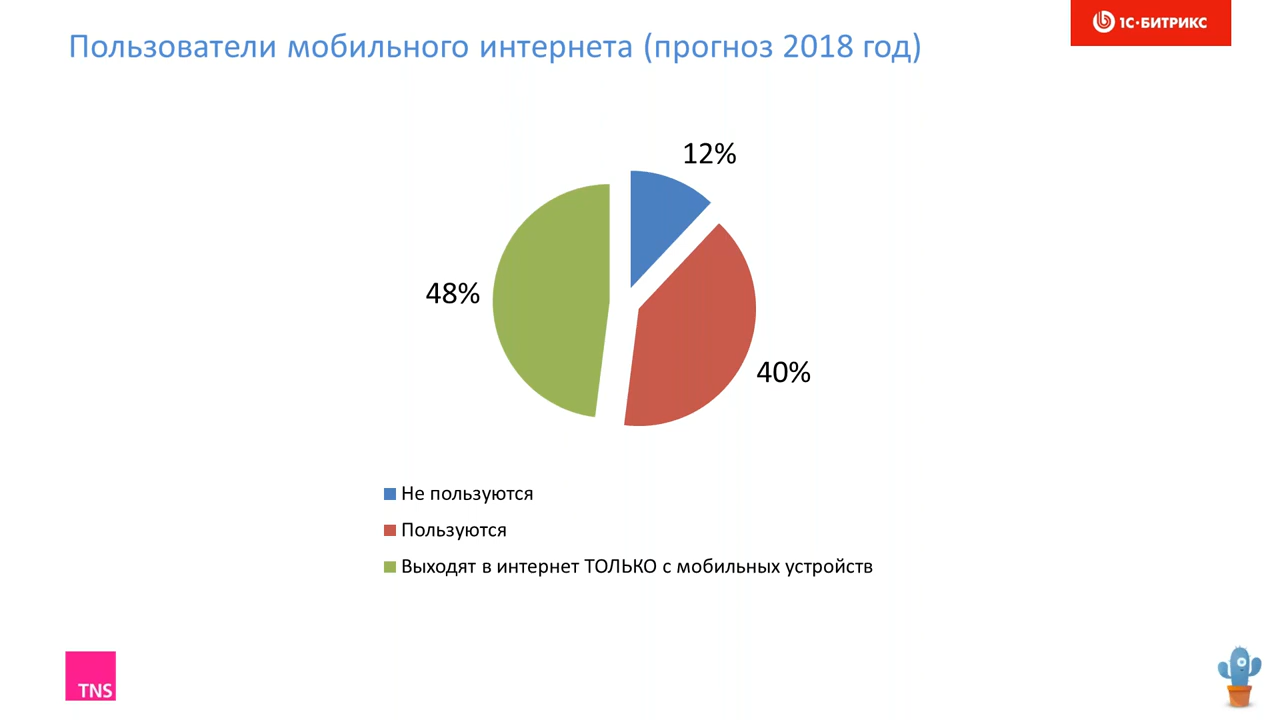 1С·БИТРИКС
Пользователи мобильного интернета (прогноз 2018 год)
12%
48%
40%
Не пользуются
Пользуются
Выходят в интернет ТОЛЬКО с мобильных устройств
TNS